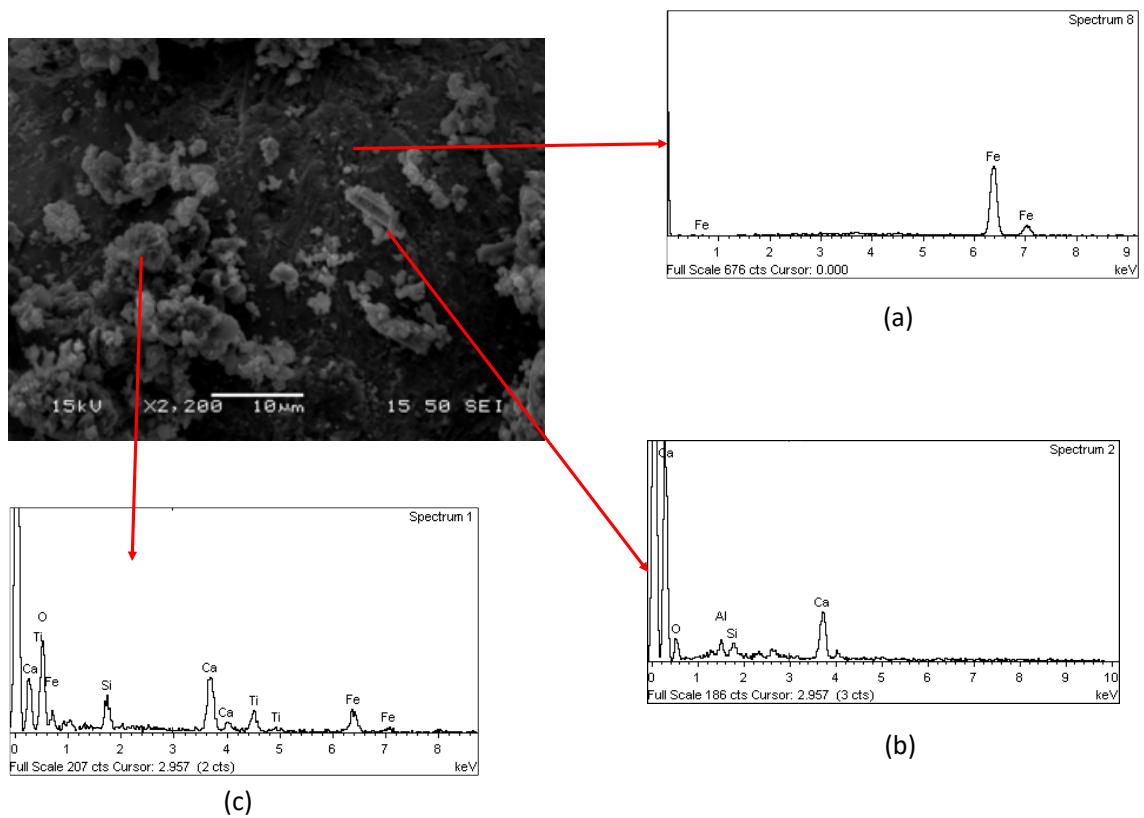 Spectrum 8
Fe
Fe
Fe
1 2 3 4 5 6 7 8 9
Full Scale 676 cts Cursor: 0.000 keV
(a)
15kV X2,200 10µm 15 50 SEI
Spectrum 2
Ca
O
Al
Si
Ca
0 1 2 3 4 5 6 7 8 9 10
Full Scale 186 cts Cursor: 2.957 (3 cts) keV
(b)
Spectrum 1
O
Ti
Ca
Fe
Si
Ca
Ca
Ti
Ti
Fe
Fe
0 1 2 3 4 5 6 7 8
Full Scale 207 cts Cursor: 2.957 (2 cts) keV
(c)